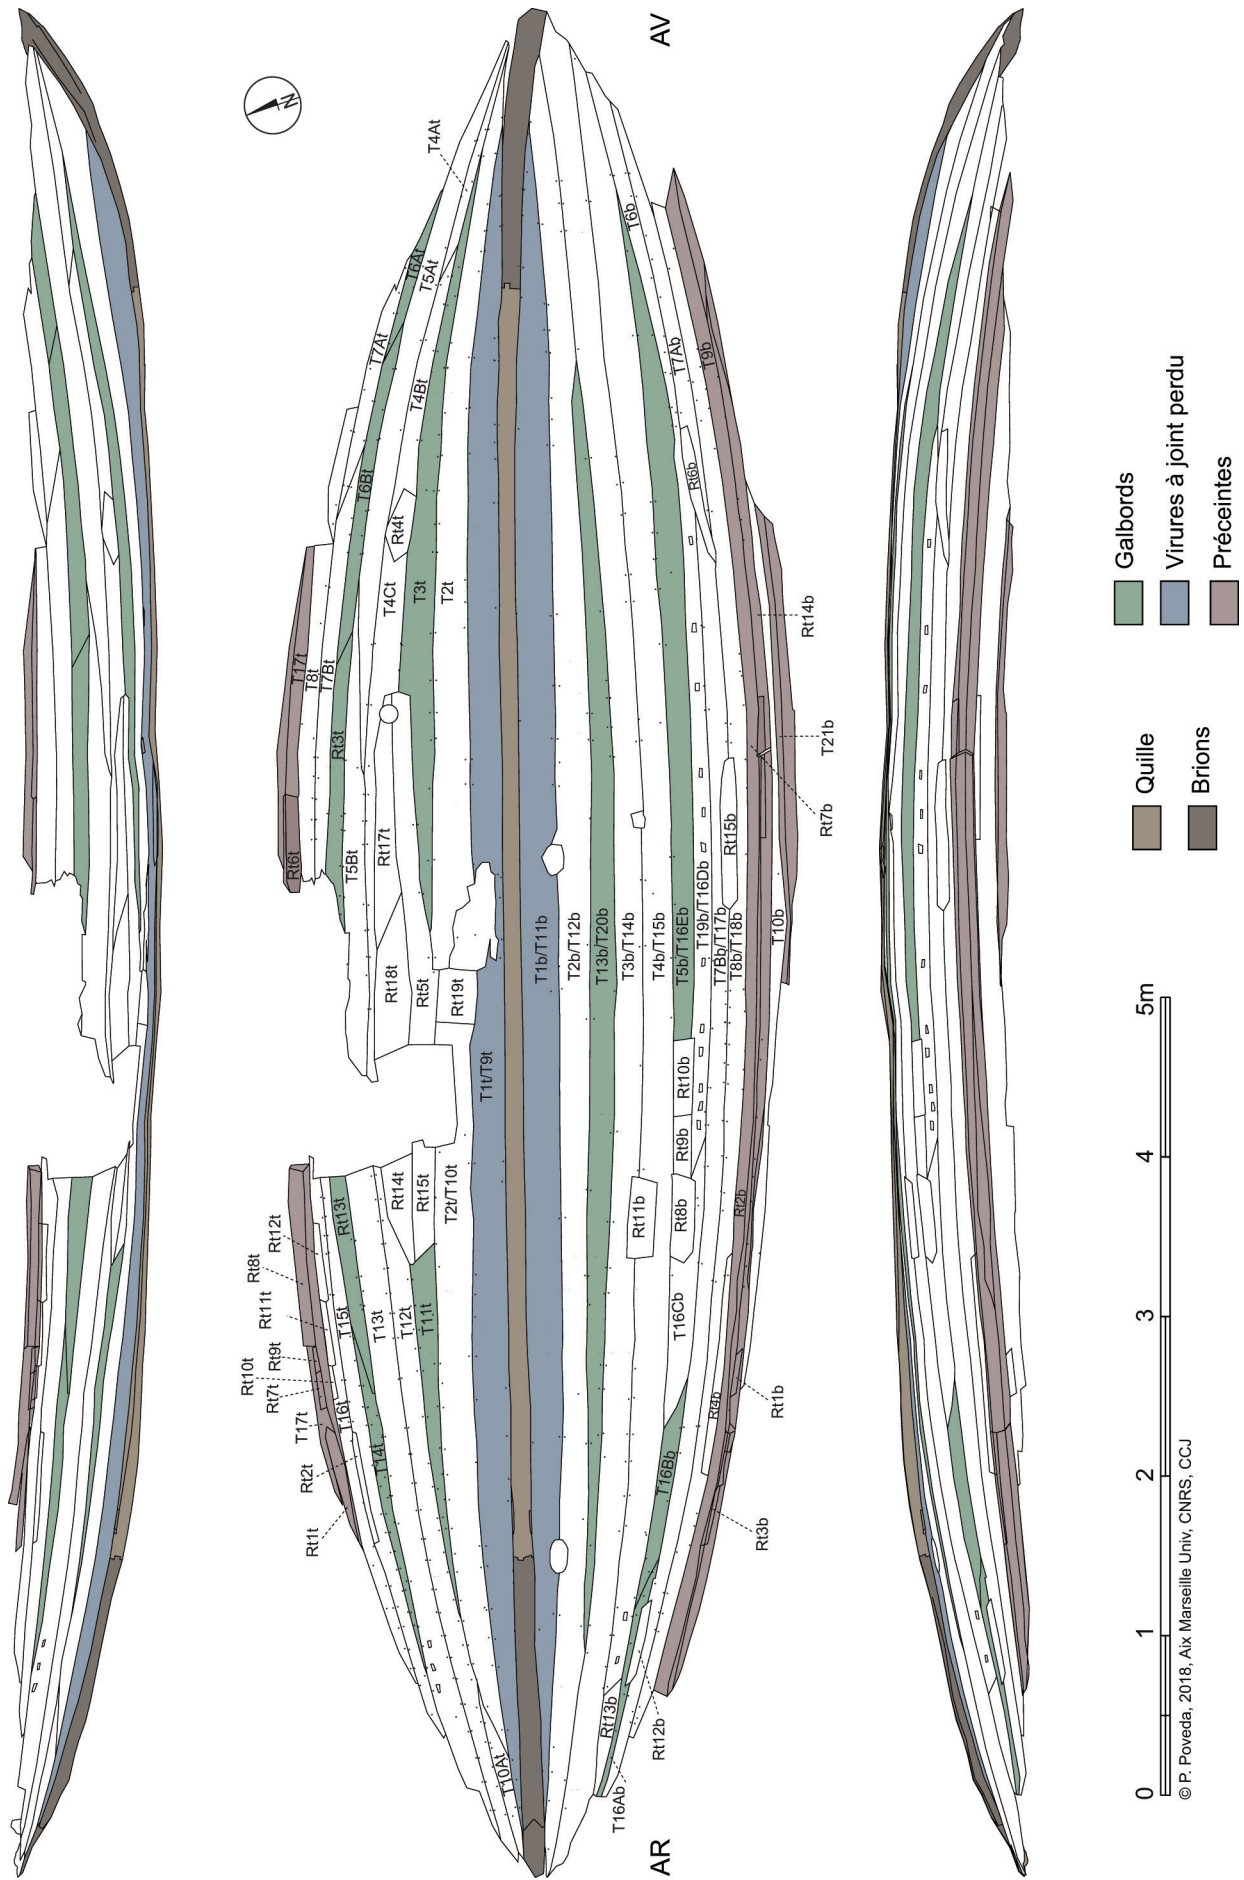 AV
N
T4At
T6At
T5At
T7At
T4Bt
T6Bt
Rt4t
T3t
T2t
T4Ct
T17t
T8t
T7Bt
Rt3t
Rt6t
T5Bt
Rt17t
Rt18t
Rt5t
Rt19t
T1t/T9t
T2t/T10t
Rt14t
Rt15t
Rt13t
Rt12t
Rt8t
Rt11t
T15t
T13t
T12t
T11t
Rt9t
Rt10t
Rt7t
T17t
T16t
T14t
Rt2t
Rt1t
T10At
T6b
T7Ab
T9b
Rt6b
Rt14b
T21b
Rt7b
Rt15b
T1b/T11b
T2b/T12b
T13b/T20b
T3b/T14b
T4b/T15b
T5b/T16Eb
T19b/T16Db
T7Bb/T17b
T8b/T18b
T10b
Rt10b
Rt9b
Rt8b
Rt11b
Rt2b
T16Cb
Rt4b
Rt1b
T16Bb
Rt3b
Rt13b
Rt12b
T16Ab
AR
Galbords
Virures à joint perdu
Préceintes
Quille
Brions
0 1 2 3 4 5m
© P. Poveda, 2018, Aix Marseille Univ, CNRS, CCJ